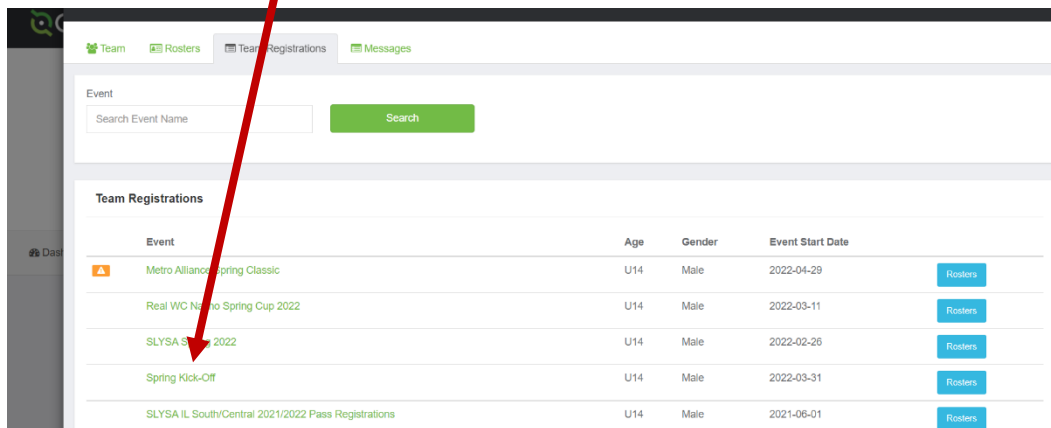 Team Rosters Team Registrations Messages
Event
Search Event Name Search
Team Registrations
Event Age Gender Event Start Date
Metro Alliance Spring Classic U14 Male 2022-04-29 Rosters
Real WC Spring Cup 2022 U14 Male 2022-03-11 Rosters
SLYSA 2022 U14 Male 2022-02-26 Rosters
Spring Kick-Off U14 Male 2022-03-31 Rosters
SLYSA IL South/Central 2021/2022 Pass Registrations U14 Male 2021-06-01 Rosters